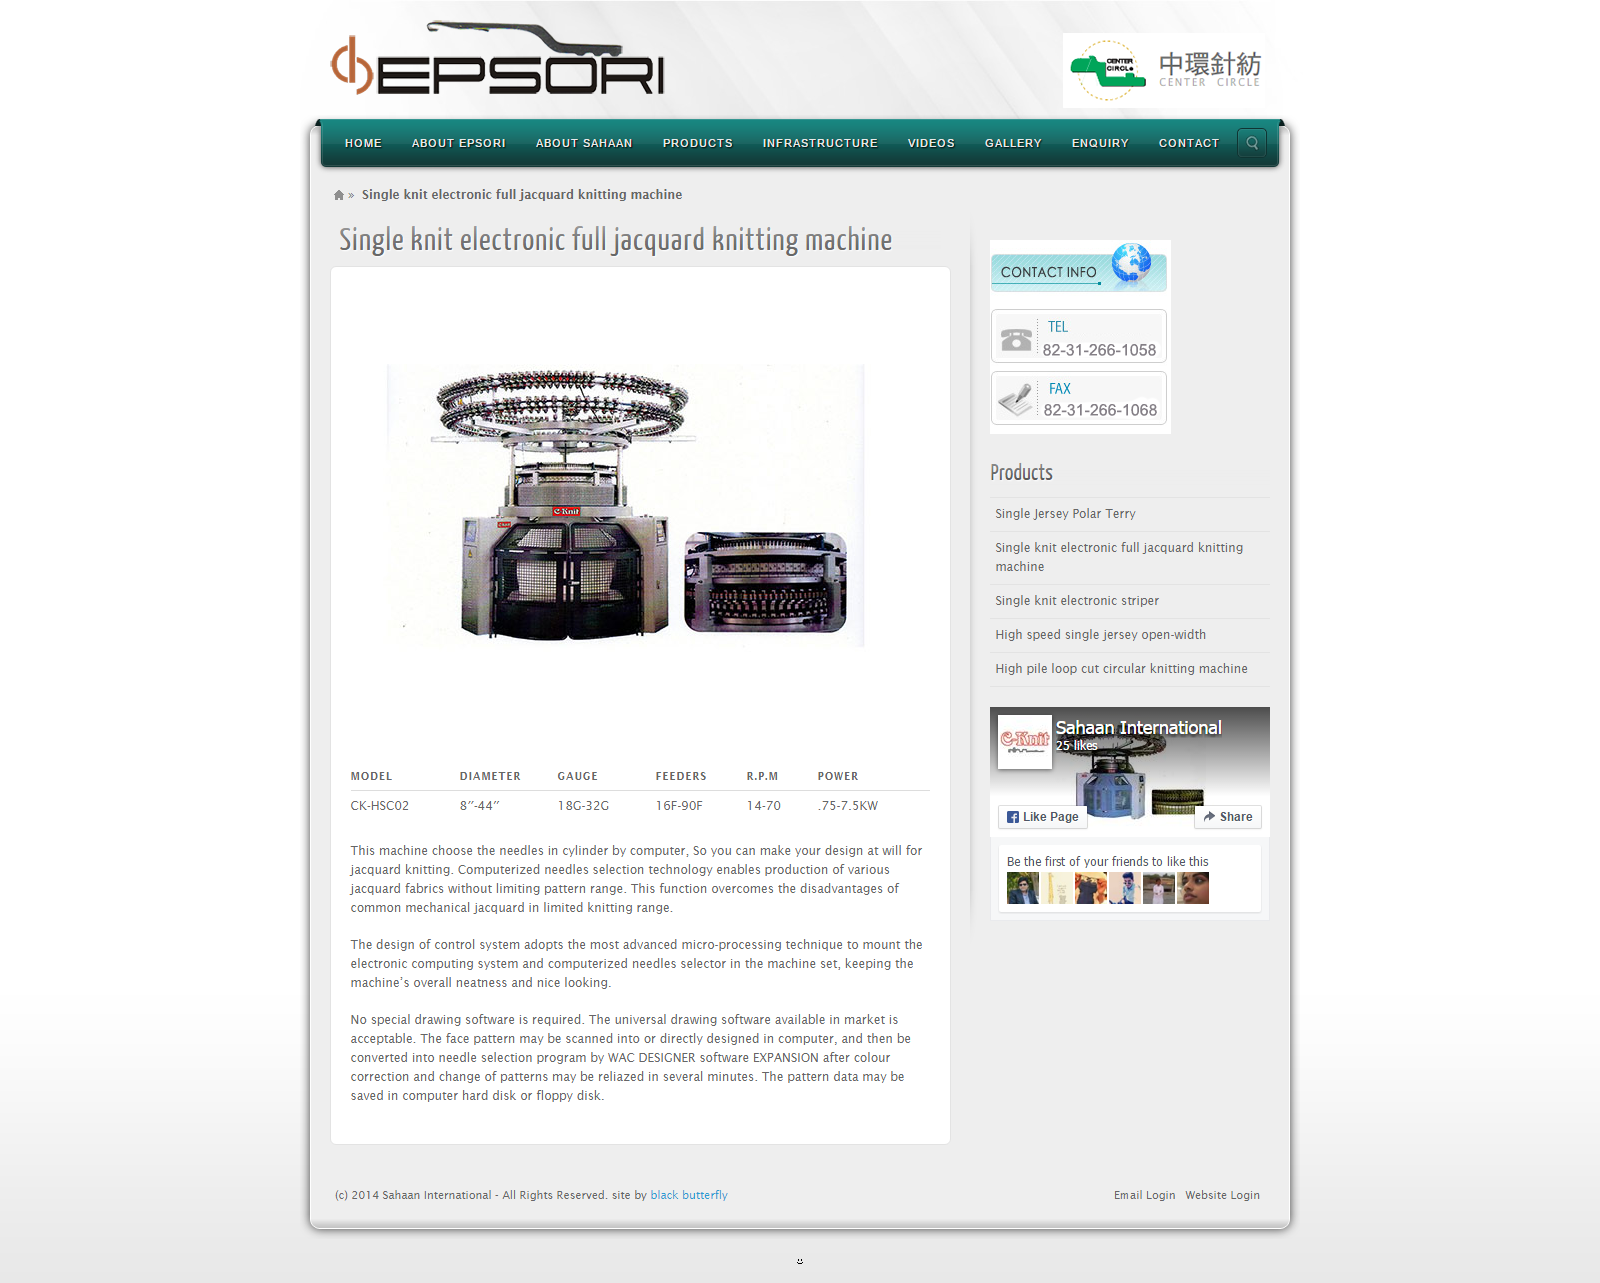 EPSORI
CENTER
CIRCLE
中環針紡
CENTER CIRCLE
HOME ABOUT EPSORI ABOUT SAHAAN PRODUCTS INFRASTRUCTURE VIDEOS GALLERY ENQUIRY CONTACT
» Single knit electronic full jacquard knitting machine
Single knit electronic full jacquard knitting machine
C-Knit
C-Knit
MODEL DIAMETER GAUGE FEEDERS R.P.M POWER
CK-HSC02 8″-44″ 18G-32G 16F-90F 14-70 .75-7.5KW
This machine choose the needles in cylinder by computer, So you can make your design at will for
jacquard knitting. Computerized needles selection technology enables production of various
jacquard fabrics without limiting pattern range. This function overcomes the disadvantages of
common mechanical jacquard in limited knitting range.
The design of control system adopts the most advanced micro-processing technique to mount the
electronic computing system and computerized needles selector in the machine set, keeping the
machine’s overall neatness and nice looking.
No special drawing software is required. The universal drawing software available in market is
acceptable. The face pattern may be scanned into or directly designed in computer, and then be
converted into needle selection program by WAC DESIGNER software EXPANSION after colour
correction and change of patterns may be reliazed in several minutes. The pattern data may be
saved in computer hard disk or floppy disk.
CONTACT INFO
TEL
82-31-266-1058
FAX
82-31-266-1068
Products
Single Jersey Polar Terry
Single knit electronic full jacquard knitting
machine
Single knit electronic striper
High speed single jersey open-width
High pile loop cut circular knitting machine
C-Knit
Sahaan International
25 likes
Like Page
Share
Be the first of your friends to like this
(c) 2014 Sahaan International - All Rights Reserved. site by black butterfly
Email Login Website Login